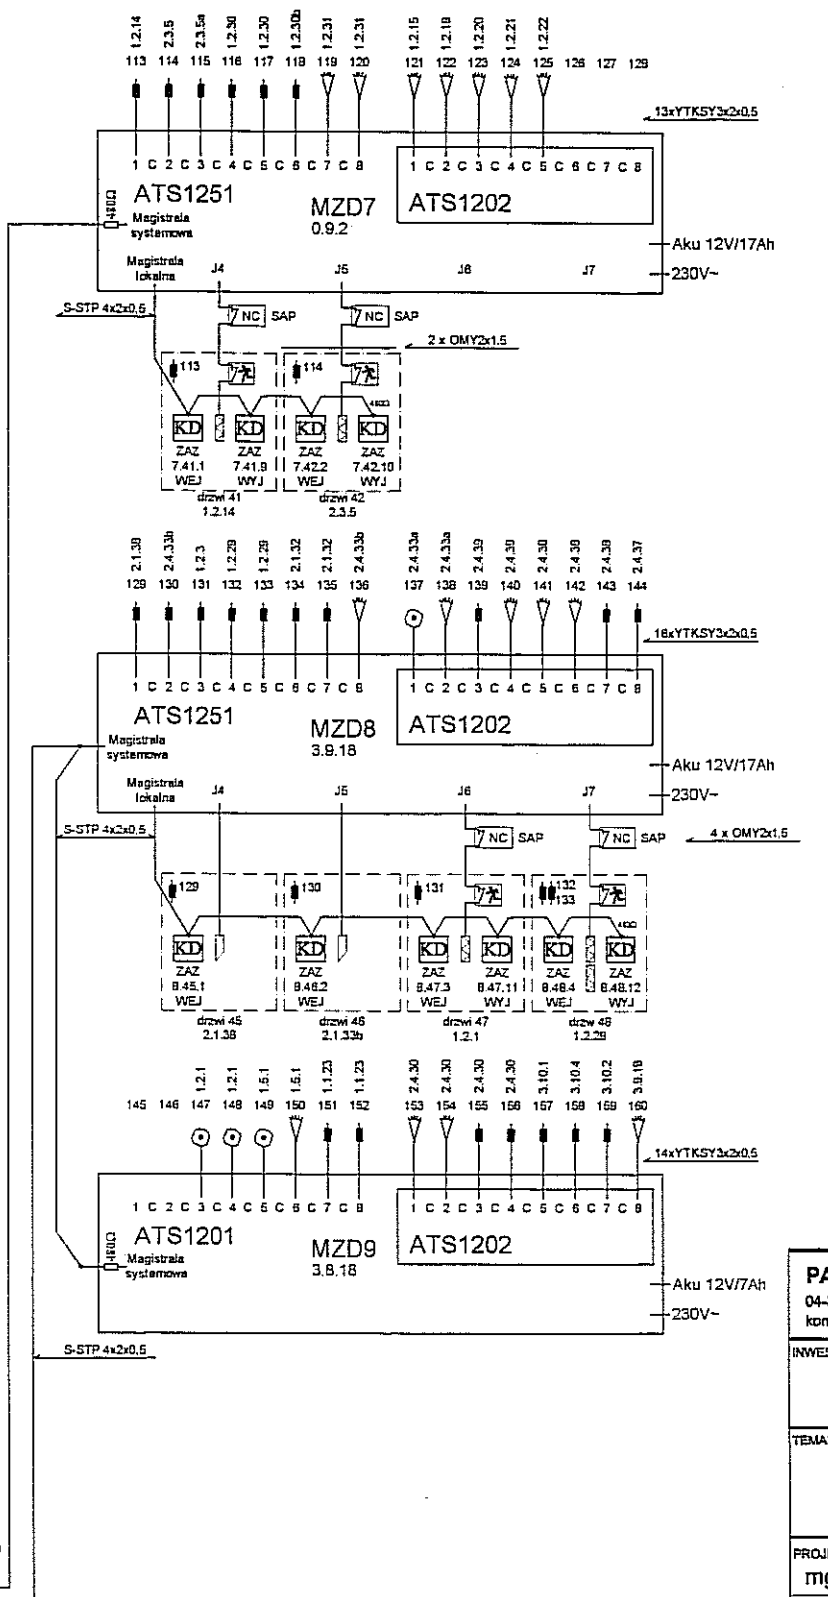 1.2.14 2.3.5 2.3.5a 1.2.30 1.2.30 1.2.30b 1.2.31 1.2.31 1.2.15 1.2.19 1.2.20 1.2.21 1.2.22
113 114 115 116 117 118 119 120 121 122 123 124 125 126 127 128
13xYTKSY3x2x0,5
1 C 2 C 3 C 4 C 5 C 6 C 7 C 8 1 C 2 C 3 C 4 C 5 C 6 C 7 C 8
ATS1251 MZD7 ATS1202
0.9.2
480Ω
Magistrala
systemowa
Aku 12V/17Ah
Magistrala
lokalna
J4 J5 J6 J7
230V~
S-STP 4x2x0,5
NC SAP NC SAP
2 x OMY2x1.5
113 114
480Ω
KD KD KD KD
ZAZ ZAZ ZAZ ZAZ
7.41.1 7.41.9 7.42.2 7.42.10
WEJ WYJ WEJ WYJ
drzwi 41 drzwi 42
1.2.14 2.3.5
2.1.38 2.4.33b 1.2.3 1.2.29 1.2.29 2.1.32 2.1.32 2.4.33b 2.4.33a 2.4.33a 2.4.39 2.4.39 2.4.38 2.4.38 2.4.38 2.4.37
129 130 131 132 133 134 135 136 137 138 139 140 141 142 143 144
16xYTKSY3x2x0,5
1 C 2 C 3 C 4 C 5 C 6 C 7 C 8 1 C 2 C 3 C 4 C 5 C 6 C 7 C 8
ATS1251 MZD8 ATS1202
3.9.18
Magistrala
systemowa
Aku 12V/17Ah
Magistrala
lokalna
J4 J5 J6 J7
230V~
S-STP 4x2x0,5
NC SAP NC SAP
4 x OMY2x1,5
129 130 131 132
133
480Ω
KD KD KD KD KD KD
ZAZ ZAZ ZAZ ZAZ ZAZ ZAZ
8.45.1 8.46.2 8.47.3 8.47.11 8.48.4 8.48.12
WEJ WEJ WEJ WYJ WEJ WYJ
drzwi 45 drzwi 46 drzwi 47 drzw 48
2.1.38 2.1.33b 1.2.1 1.2.29
1.2.1 1.2.1 1.5.1 1.5.1 1.1.23 1.1.23 2.4.30 2.4.30 2.4.30 2.4.30 3.10.1 3.10.4 3.10.2 3.9.18
145 146 147 148 149 150 151 152 153 154 155 156 157 158 159 160
14xYTKSY3x2x0,5
1 C 2 C 3 C 4 C 5 C 6 C 7 C 8 1 C 2 C 3 C 4 C 5 C 6 C 7 C 8
ATS1201 MZD9 ATS1202
3.8.18
480Ω
Magistrala
systemowa
Aku 12V/7Ah
230V~
S-STP 4x2x0,5
PA
04-
kom
INWES
TEMA
PROJE
mg